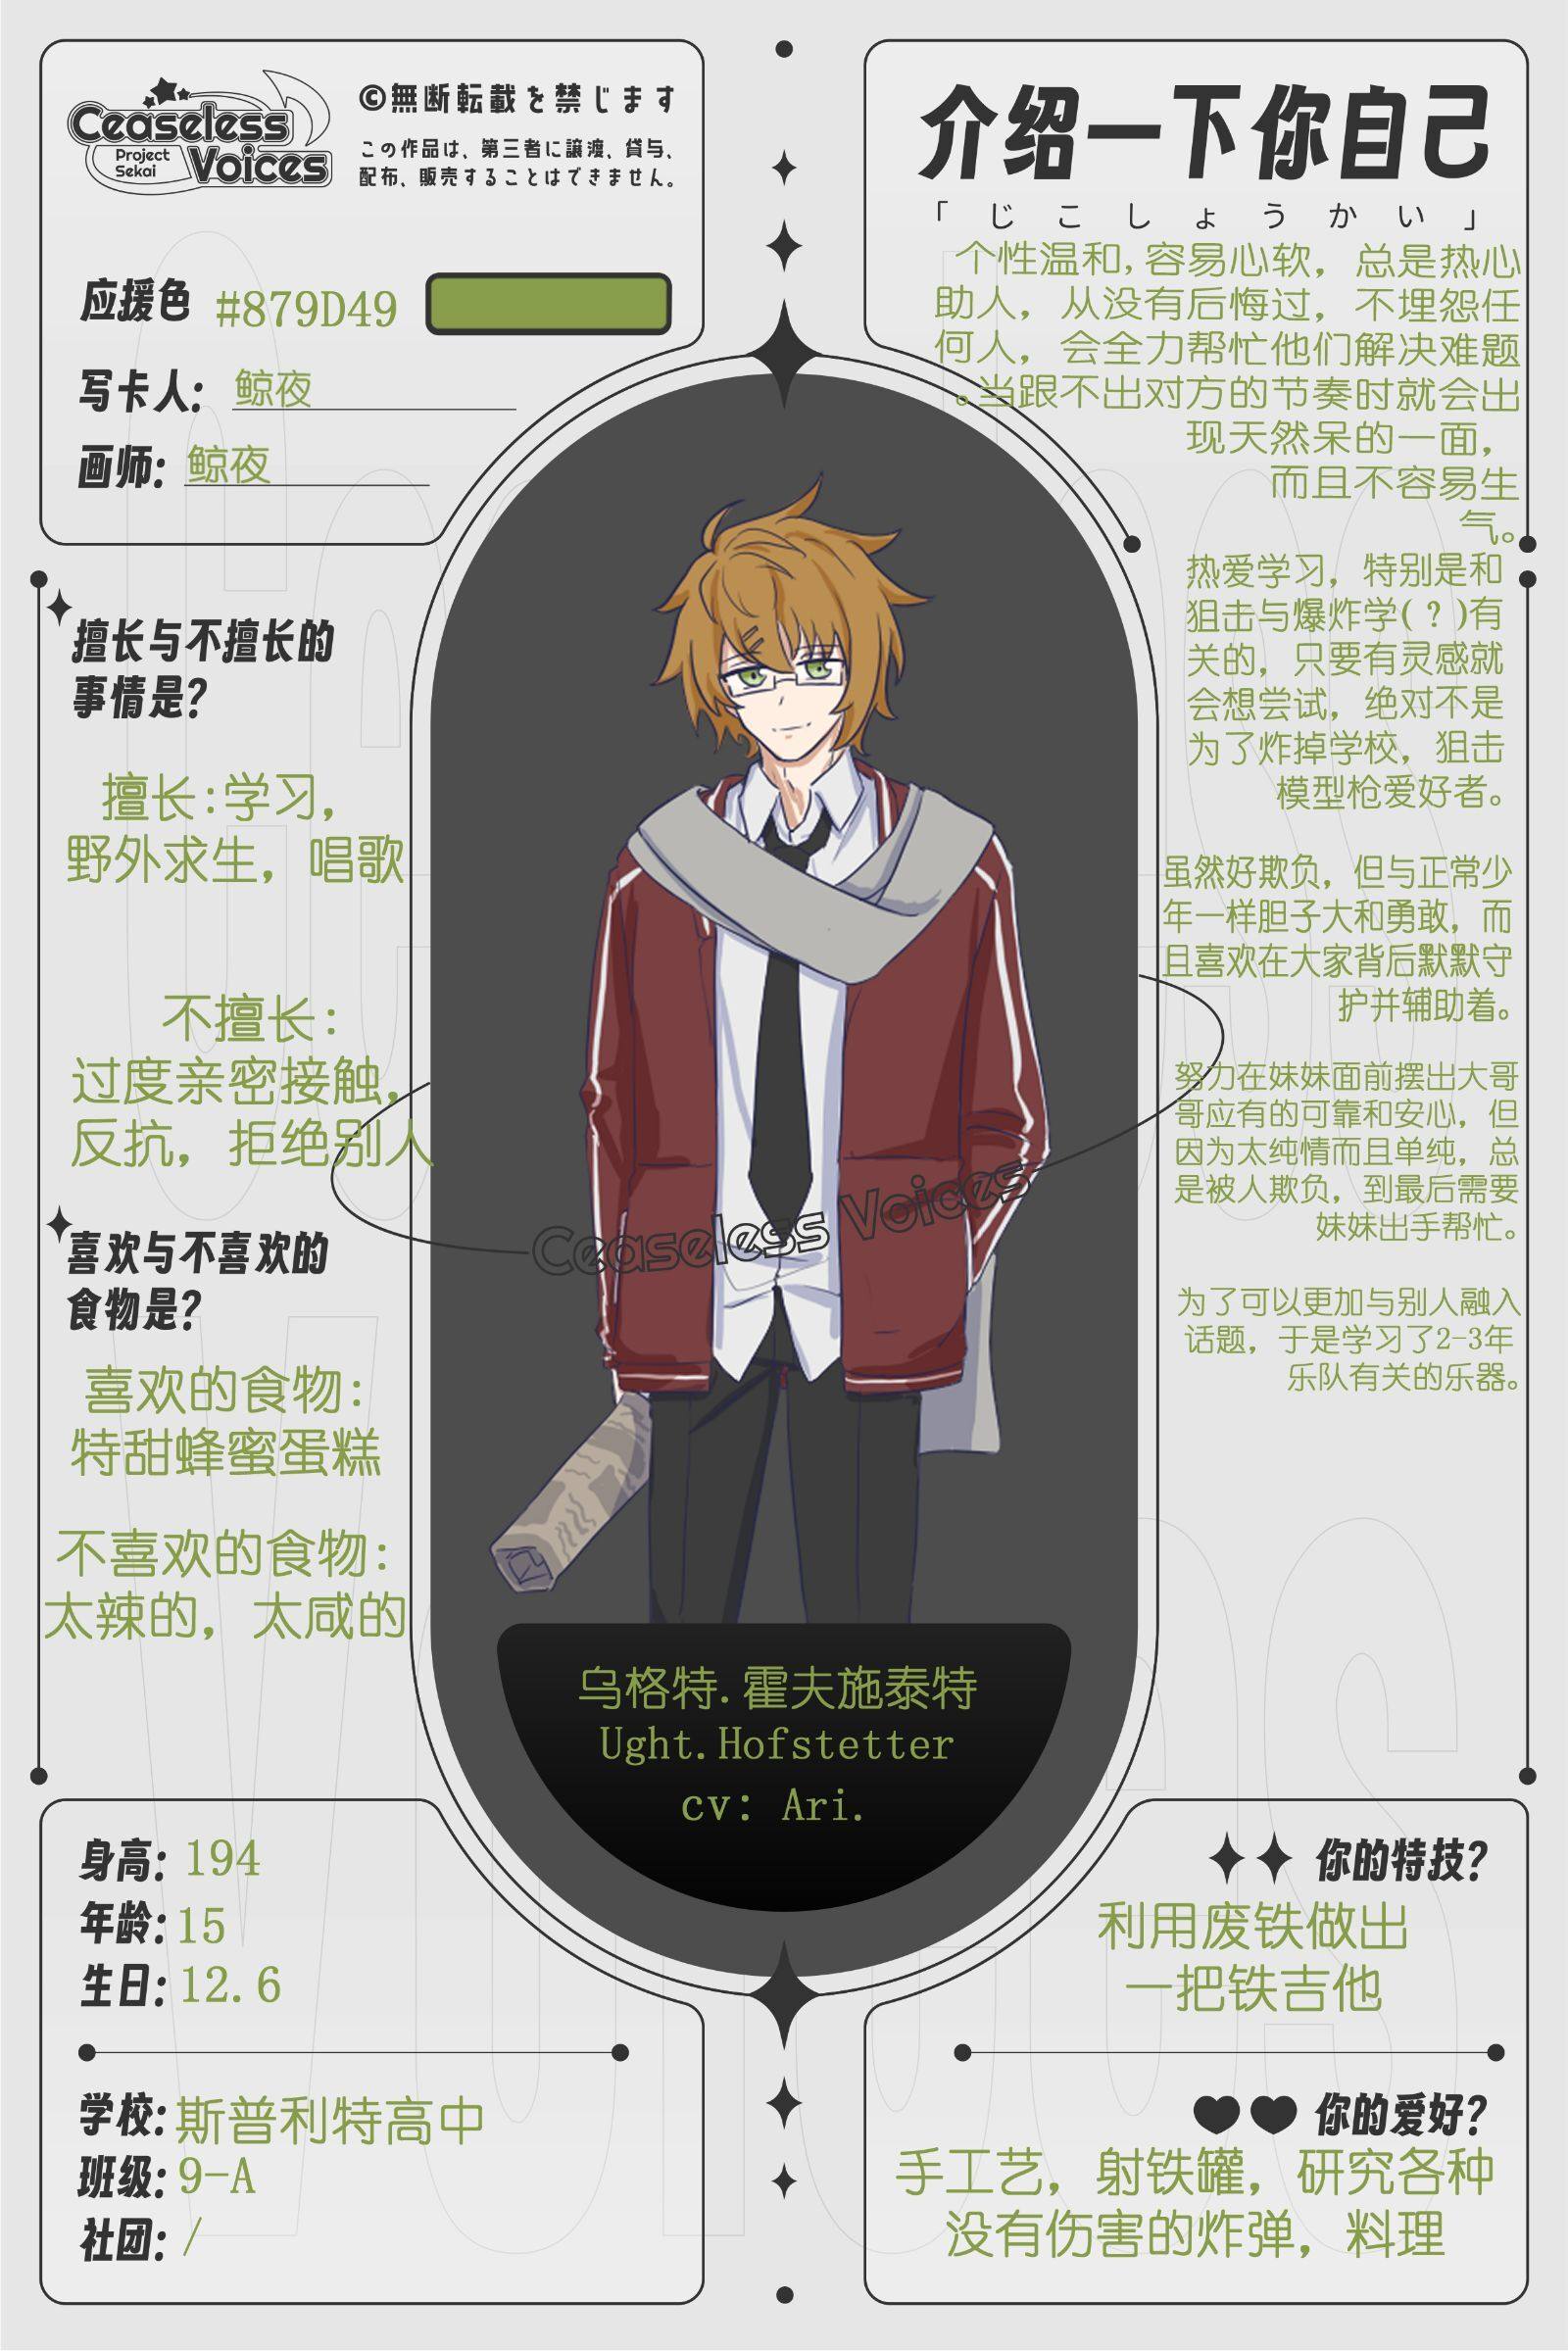 Ceaseless
Project
Sekai
Voices
©無断転載を禁じます
この作品は、第三者に譲渡、貸与、
配布、販売することはできません。
应援色 #879D49
写卡人: 鲸夜
画师: 鲸夜
介绍一下你自己
「じこしょうかい」
个性温和,容易心软，总是热心
助人，从没有后悔过，不埋怨任
何人，会全力帮忙他们解决难题
。当跟不出对方的节奏时就会出
现天然呆的一面，
而且不容易生
气。
热爱学习，特别是和
狙击与爆炸学(?)有
关的，只要有灵感就
会想尝试，绝对不是
为了炸掉学校，狙击
模型枪爱好者。
虽然好欺负，但与正常少
年一样胆子大和勇敢，而
且喜欢在大家背后默默守
护并辅助着。
努力在妹妹面前摆出大哥
哥应有的可靠和安心，但
因为太纯情而且单纯，总
是被人欺负，到最后需要
妹妹出手帮忙。
为了可以更加与别人融入
话题，于是学习了2-3年
乐队有关的乐器。
擅长与不擅长的
事情是?
擅长:学习，
野外求生，唱歌
不擅长:
过度亲密接触，
反抗，拒绝别人
喜欢与不喜欢的
食物是?
喜欢的食物:
特甜蜂蜜蛋糕
不喜欢的食物:
太辣的，太咸的
Ceaseless Voices
乌格特.霍夫施泰特
Ught.Hofstetter
cv: Ari.
身高: 194
年龄: 15
生日: 12.6
学校: 斯普利特高中
班级: 9-A
社团: /
你的特技?
利用废铁做出
一把铁吉他
你的爱好?
手工艺，射铁罐，研究各种
没有伤害的炸弹，料理